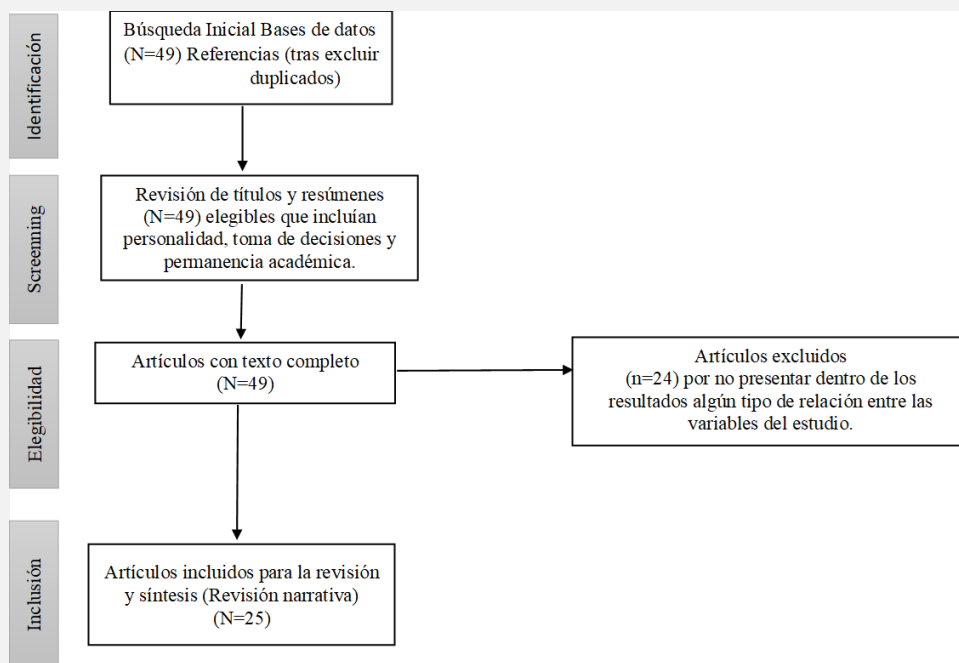 Identificación
Búsqueda Inicial Bases de datos
(N=49) Referencias (tras excluir
duplicados)
Screnning
Revisión de títulos y resúmenes
(N=49) elegibles que incluían
personalidad, toma de decisiones y
permanencia académica.
Elegibilidad
Artículos con texto completo
(N=49)
Artículos excluidos
(n=24) por no presentar dentro de los
resultados algún tipo de relación entre las
variables del estudio.
Inclusión
Artículos incluidos para la revisión
y síntesis (Revisión narrativa)
(N=25)